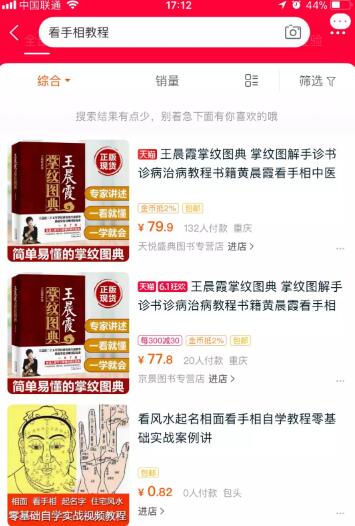 中国联通
17:12
44%
看手相教程
综合
销量
筛选
搜索结果有点少，别着急下面有你喜欢的哦
正版现货
王晨霞
掌纹图典
专家讲述
一看就懂
一学就会
简单易懂的掌纹图典
天猫 王晨霞掌纹图典 掌纹图解手诊书
诊病治病教程书籍黄晨霞看手相中医
金币抵2% 包邮
¥79.9 132人付款 重庆
天悦盛典图书专营店 进店>
正版现货
王晨霞
掌纹图典
专家讲述
一看就懂
一学就会
简单易懂的掌纹图典
天猫 6.1狂欢 王晨霞掌纹图典 掌纹图解手
诊书诊病治病教程书籍黄晨霞看手相
每300减30 金币抵2% 包邮
¥77.8 20人付款 重庆
京景图书专营店 进店>
看风水起名相面看手相自学教程零基
础实战案例讲
包邮
¥0.82 0人付款 包头
进店>
相面 看手相 起名字 住宅风水
零基础自学实战视频教程